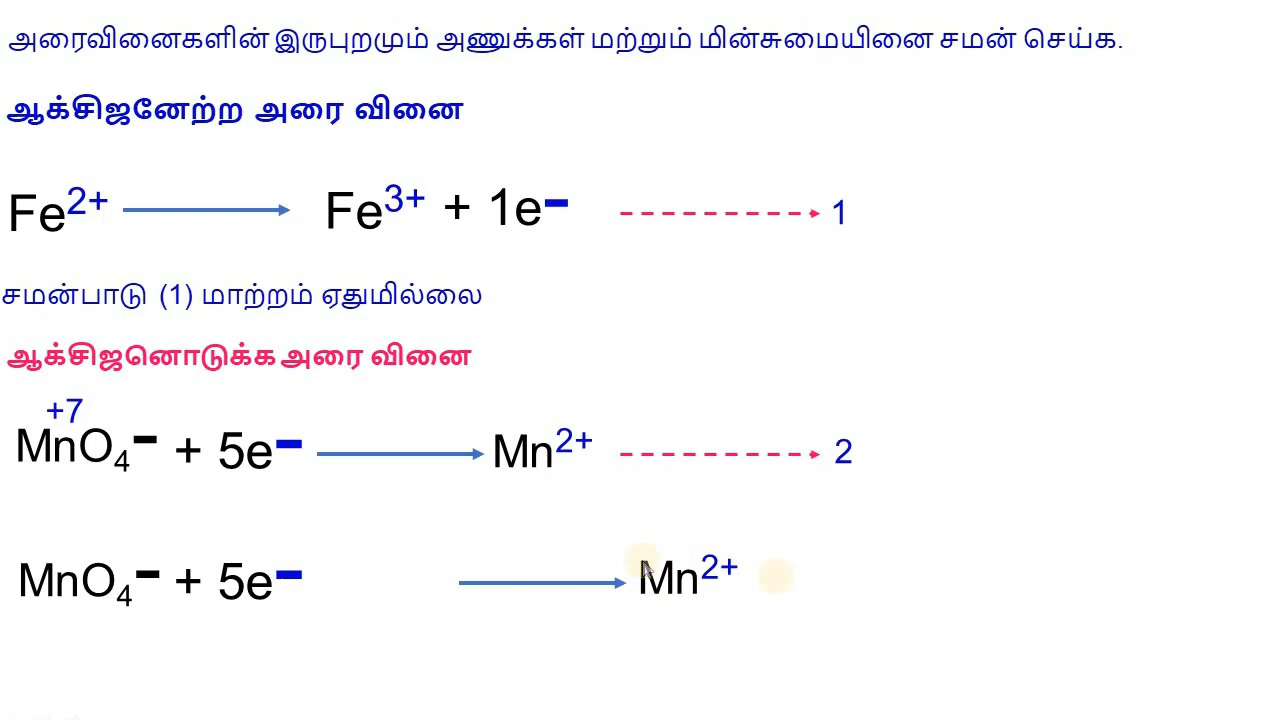 அரைவினைகளின் இருபுறமும் அணுக்கள் மற்றும் மின்சுமையினை சமன் செய்க.
ஆக்சிஜனேற்ற அரை வினை
Fe²⁺ → Fe³⁺ + 1e⁻ ⇢ 1
சமன்பாடு (1) மாற்றம் ஏதுமில்லை
ஆக்சிஜனொடுக்க அரை வினை
+7
MnO₄⁻ + 5e⁻ → Mn²⁺ ⇢ 2
MnO₄⁻ + 5e⁻ → Mn²⁺